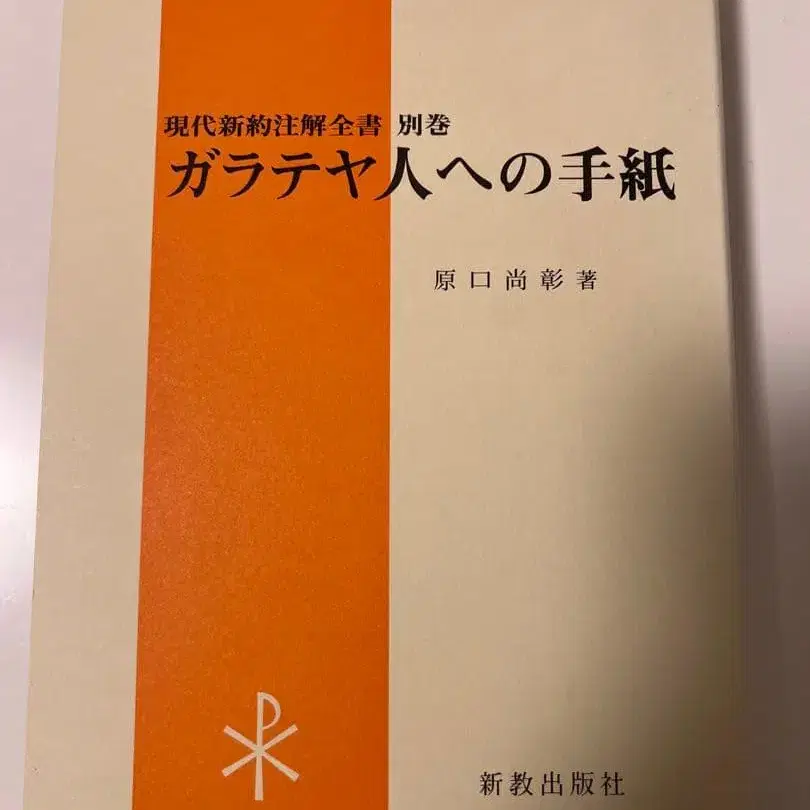 現代新約注解全書 別巻
ガラテヤ人への手紙
原口尚彰著
新教出版社